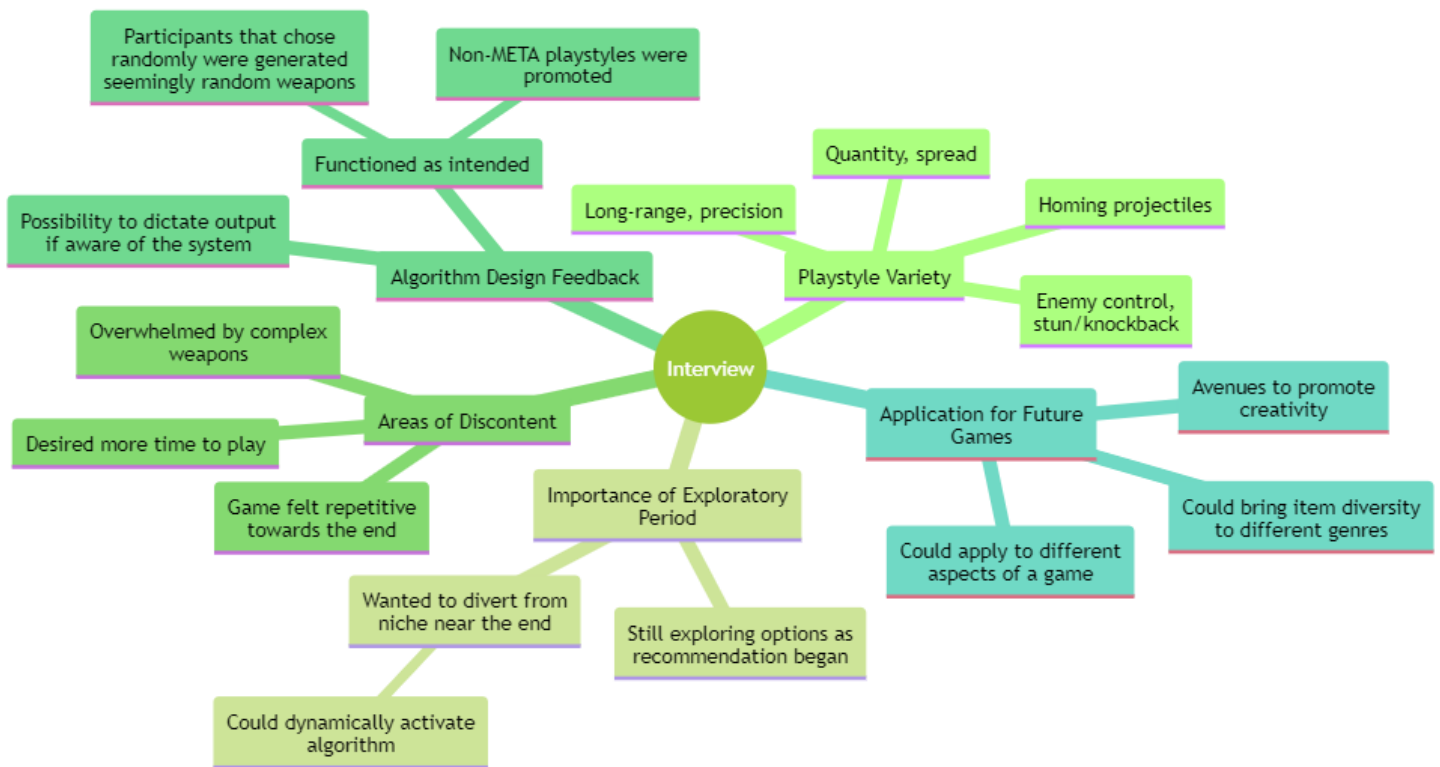 Participants that chose
randomly were generated
seemingly random weapons
Non-META playstyles were
promoted
Functioned as intended
Possibility to dictate output
if aware of the system
Algorithm Design Feedback
Quantity, spread
Long-range, precision
Homing projectiles
Playstyle Variety
Enemy control,
stun/knockback
Interview
Overwhelmed by complex
weapons
Areas of Discontent
Desired more time to play
Game felt repetitive
towards the end
Application for Future
Games
Avenues to promote
creativity
Could bring item diversity
to different genres
Could apply to different
aspects of a game
Importance of Exploratory
Period
Wanted to divert from
niche near the end
Still exploring options as
recommendation began
Could dynamically activate
algorithm